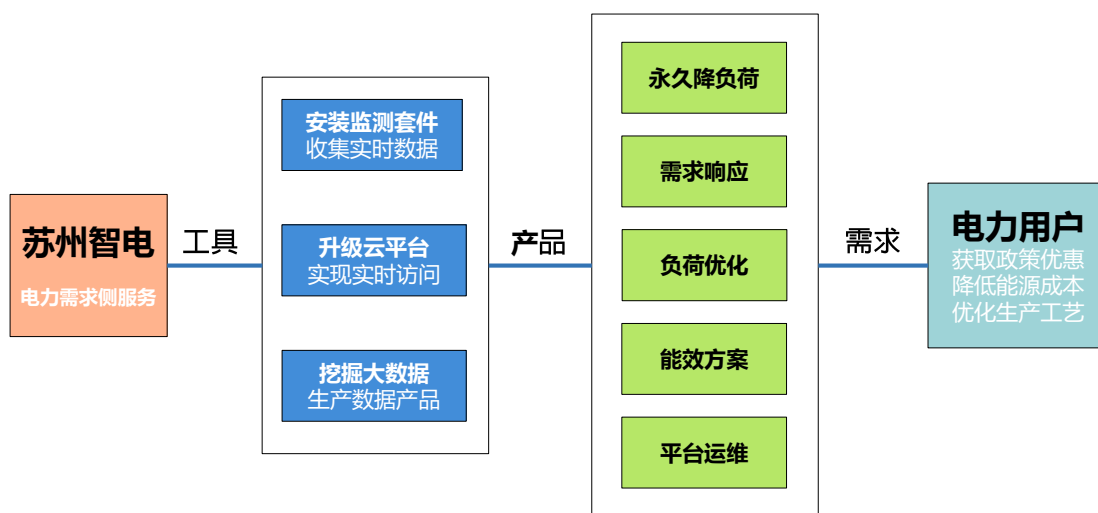 苏州智电
电力需求侧服务
工具
安装监测套件
收集实时数据
升级云平台
实现实时访问
挖掘大数据
生产数据产品
产品
永久降负荷
需求响应
负荷优化
能效方案
平台运维
需求
电力用户
获取政策优惠
降低能源成本
优化生产工艺